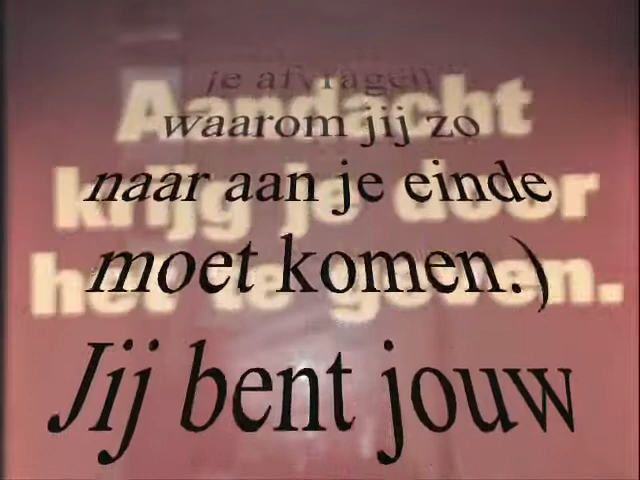 je afvragen
Aandacht
waarom jij zo
krijg je door
naar aan je einde
het te geven.
moet komen.)
Jij bent jouw